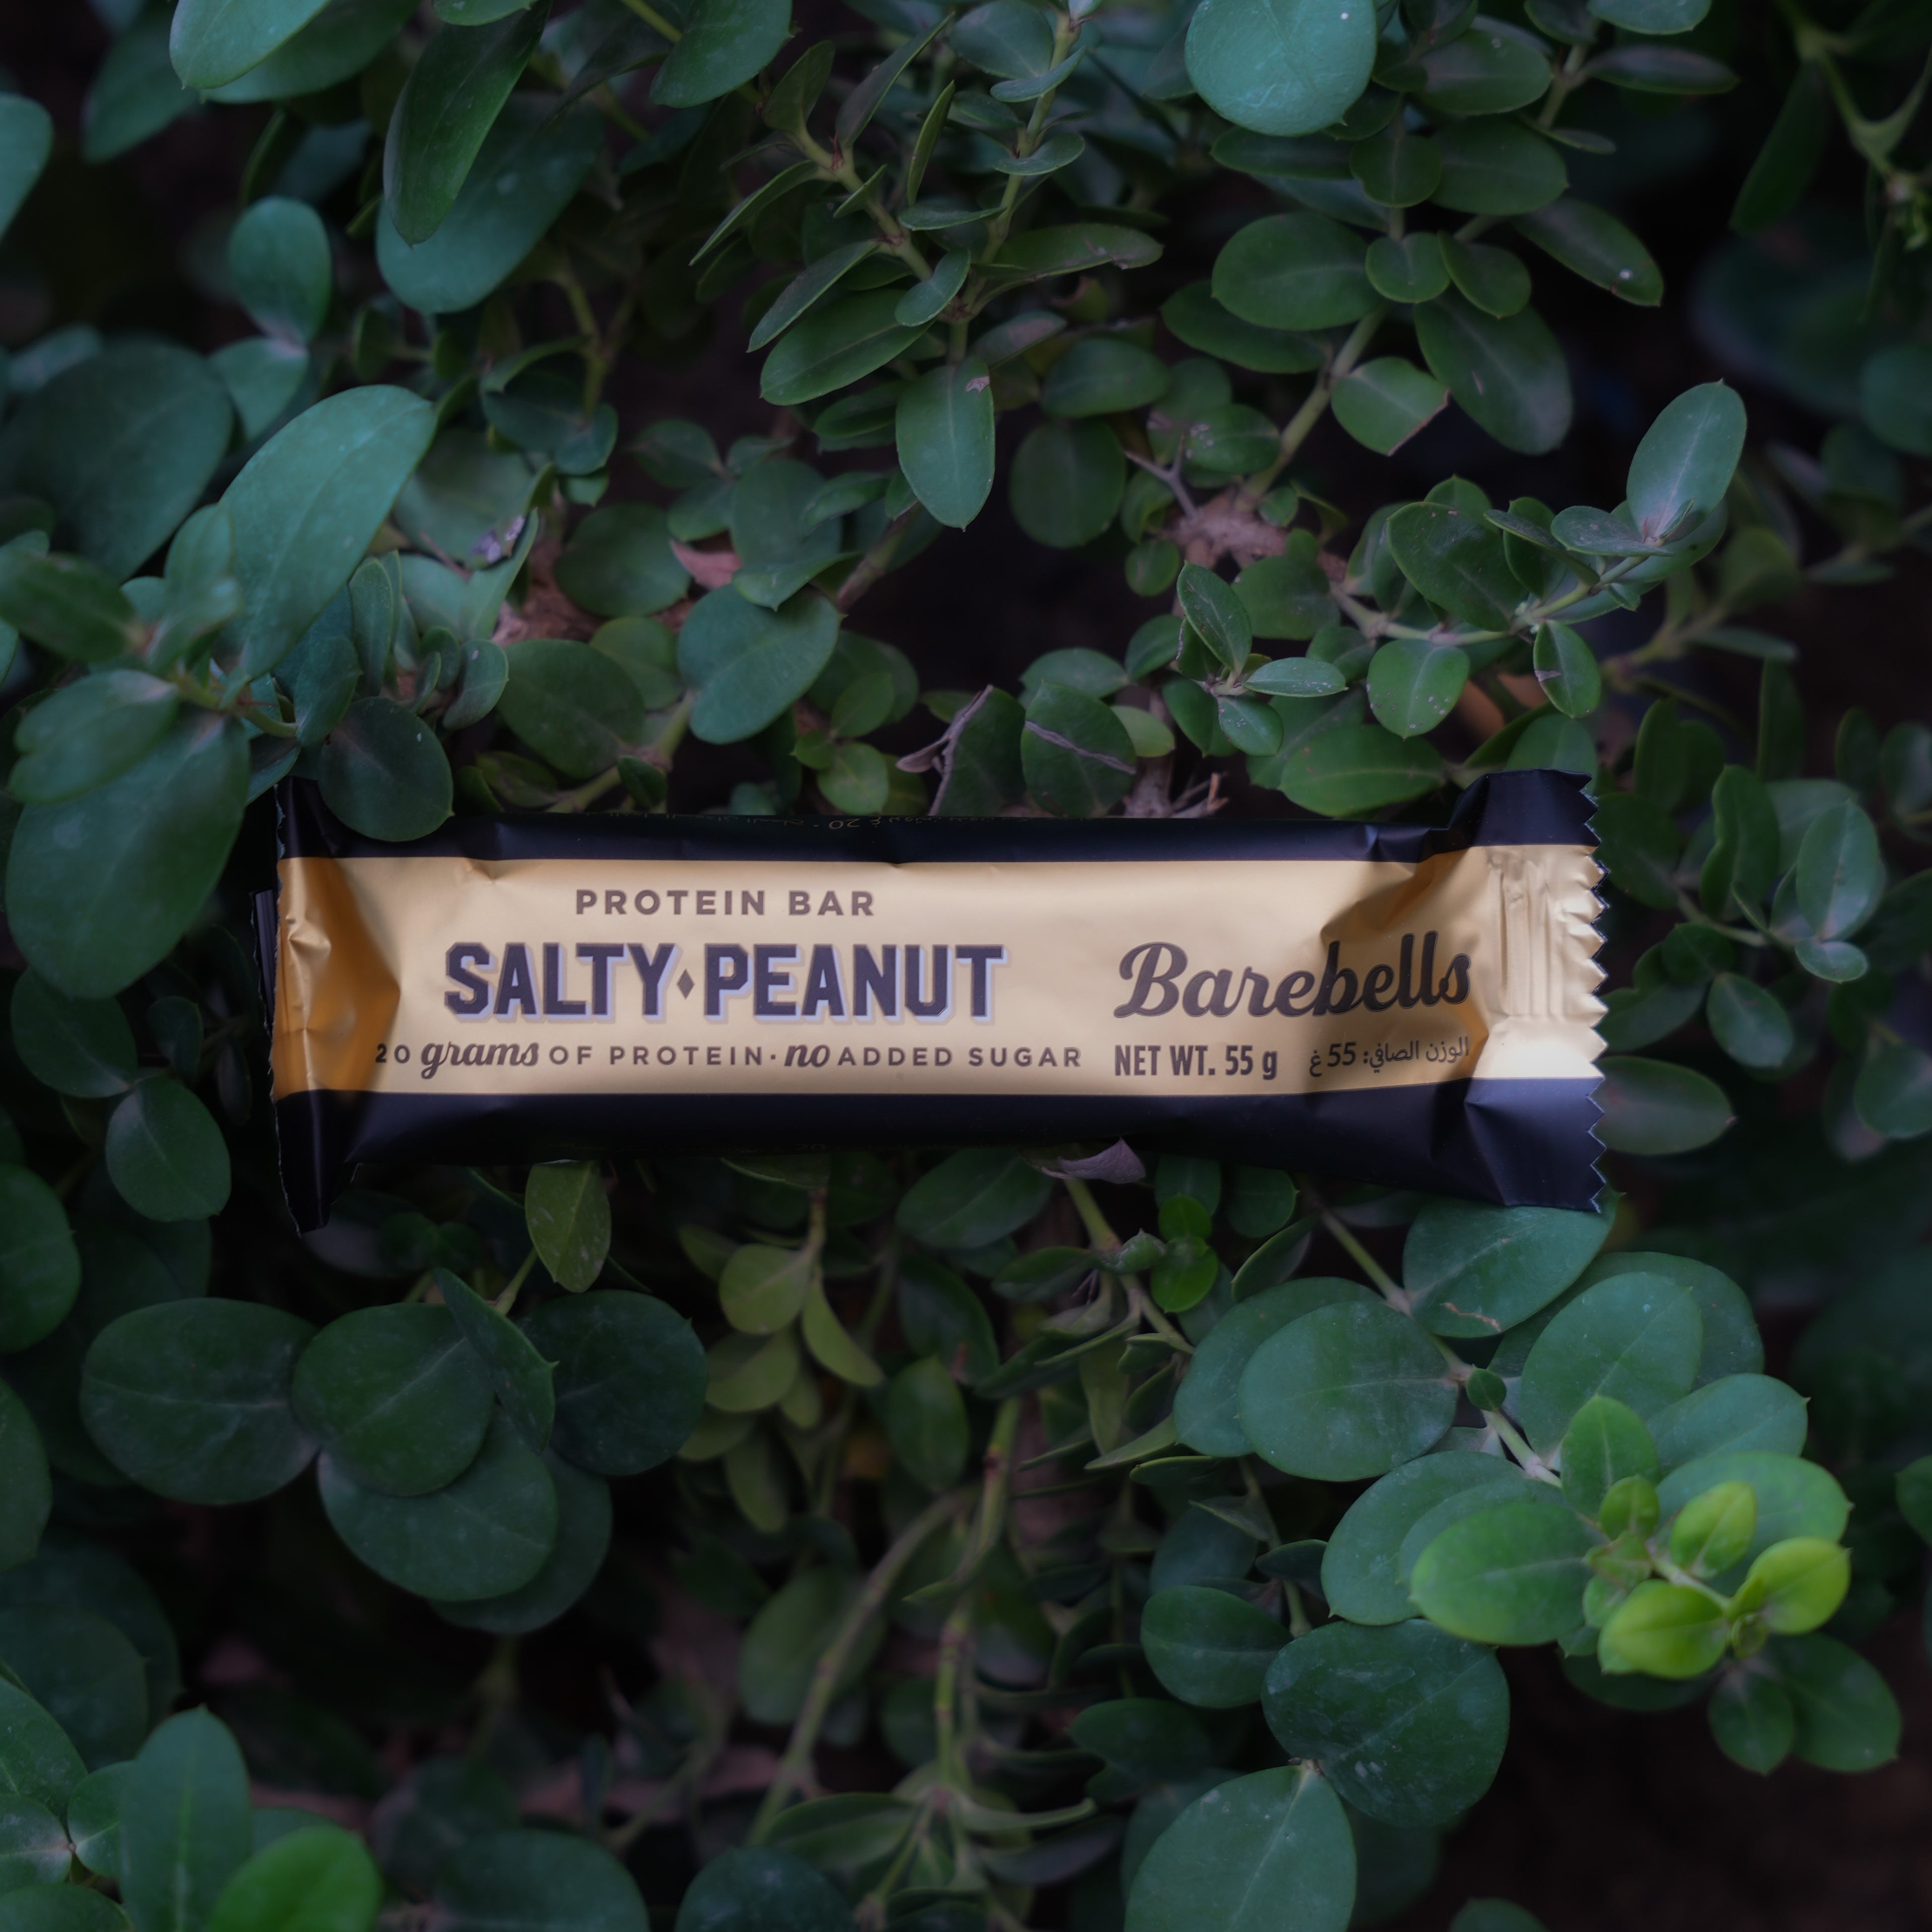 PROTEIN BAR
SALTY♦PEANUT
20 grams OF PROTEIN · no ADDED SUGAR
Barebells
NET WT. 55 g الوزن الصافي: 55 غ